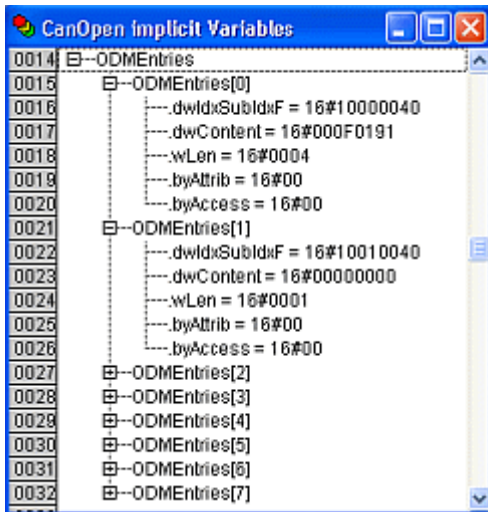 CanOpen implicit Variables
0014 ODMEntries
0015 ODMEntries[0]
0016 .dwIdxSubIdxF = 16#10000040
0017 .dwContent = 16#000F0191
0018 .wLen = 16#0004
0019 .byAttrib = 16#00
0020 .byAccess = 16#00
0021 ODMEntries[1]
0022 .dwIdxSubIdxF = 16#10010040
0023 .dwContent = 16#00000000
0024 .wLen = 16#0001
0025 .byAttrib = 16#00
0026 .byAccess = 16#00
0027 ODMEntries[2]
0028 ODMEntries[3]
0029 ODMEntries[4]
0030 ODMEntries[5]
0031 ODMEntries[6]
0032 ODMEntries[7]